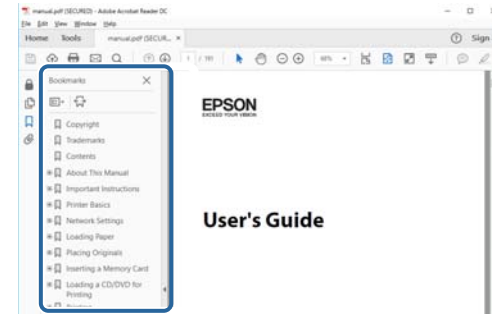 manual.pdf (SECURED) - Adobe Acrobat Reader DC
File Edit View Window Help
Home Tools manual.pdf (SECUR... × Sign
1 / 191
Bookmarks
Copyright
Trademarks
Contents
About This Manual
Important Instructions
Printer Basics
Network Settings
Loading Paper
Placing Originals
Inserting a Memory Card
Loading a CD/DVD for
Printing
EPSON
EXCEED YOUR VISION
User's Guide